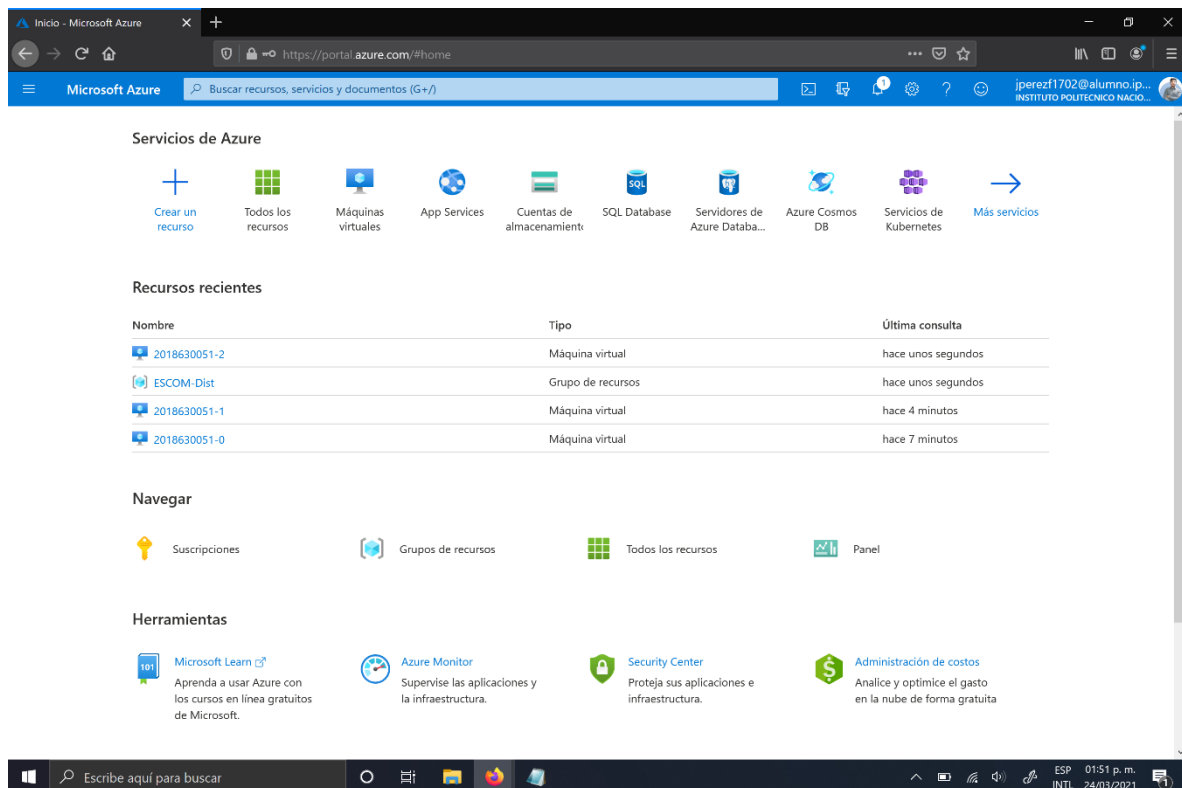 Inicio - Microsoft Azure
https://portal.azure.com/#home
Microsoft Azure
Buscar recursos, servicios y documentos (G+/)
1
jperezf1702@alumno.ip...
INSTITUTO POLITECNICO NACIO...
Servicios de Azure
Crear un
recurso
Todos los
recursos
Máquinas
virtuales
App Services
Cuentas de
almacenamiento
SQL
SQL Database
Servidores de
Azure Databa...
Azure Cosmos
DB
Servicios de
Kubernetes
Más servicios
Recursos recientes
Nombre Tipo Última consulta
2018630051-2 Máquina virtual hace unos segundos
ESCOM-Dist Grupo de recursos hace unos segundos
2018630051-1 Máquina virtual hace 4 minutos
2018630051-0 Máquina virtual hace 7 minutos
Navegar
Suscripciones
Grupos de recursos
Todos los recursos
Panel
Herramientas
101
Microsoft Learn
Aprenda a usar Azure con
los cursos en línea gratuitos
de Microsoft.
Azure Monitor
Supervise las aplicaciones y
la infraestructura.
Security Center
Proteja sus aplicaciones e
infraestructura.
Administración de costos
Analice y optimice el gasto
en la nube de forma gratuita
Escribe aquí para buscar
ESP
INTL
01:51 p. m.
24/03/2021
1